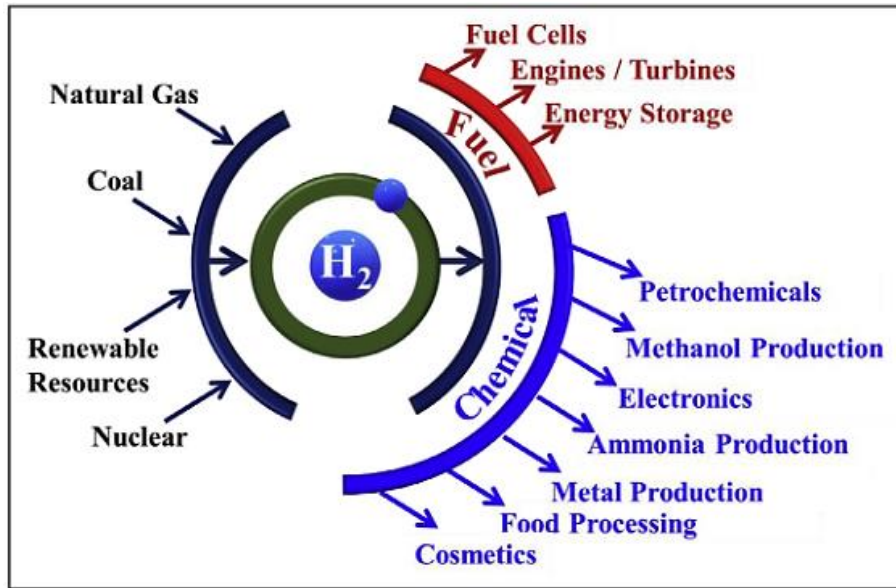 Natural Gas
Coal
Renewable
Resources
Nuclear
H2
Fuel
Fuel Cells
Engines / Turbines
Energy Storage
Chemical
Petrochemicals
Methanol Production
Electronics
Ammonia Production
Metal Production
Food Processing
Cosmetics